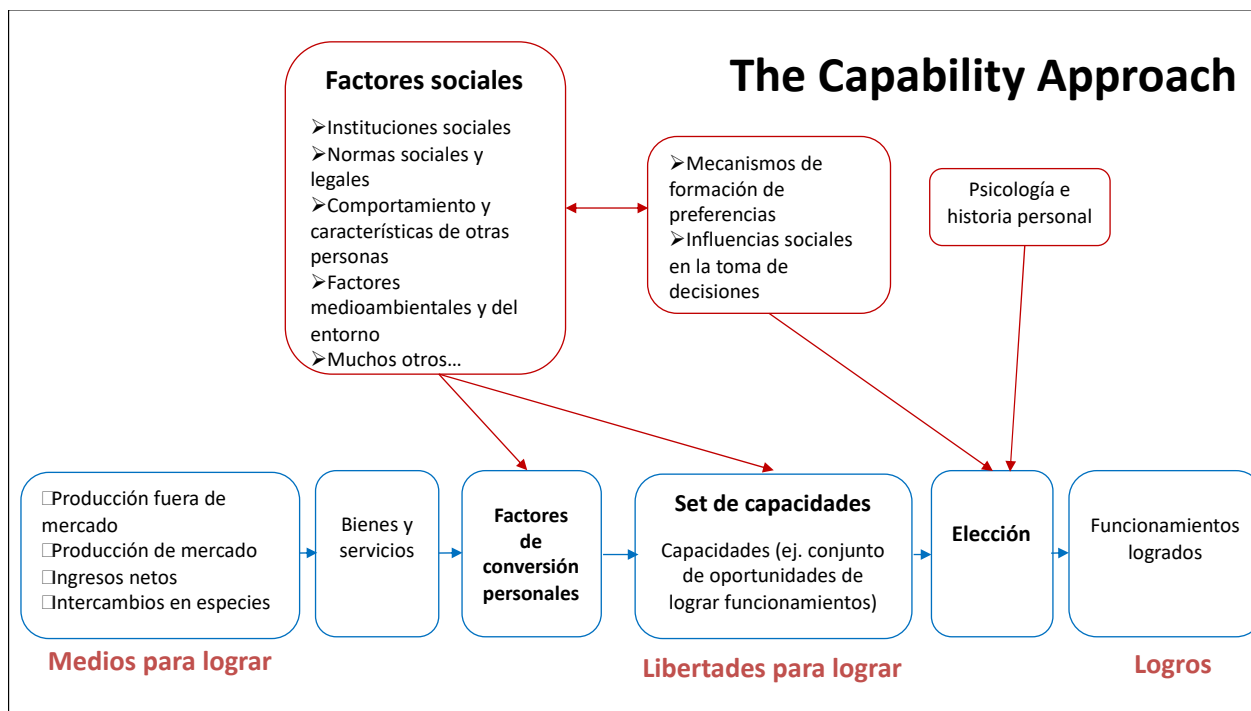 The Capability Approach
Factores sociales
➢Instituciones sociales
➢Normas sociales y
legales
➢Comportamiento y
características de otras
personas
➢Factores
medioambientales y del
entorno
➢Muchos otros…
➢Mecanismos de
formación de
preferencias
➢Influencias sociales
en la toma de
decisiones
Psicología e
historia personal
Producción fuera de
mercado
Producción de mercado
Ingresos netos
Intercambios en especies
Bienes y
servicios
Factores
de
conversión
personales
Set de capacidades
Capacidades (ej. conjunto
de oportunidades de
lograr funcionamientos)
Elección
Funcionamientos
logrados
Medios para lograr
Libertades para lograr
Logros